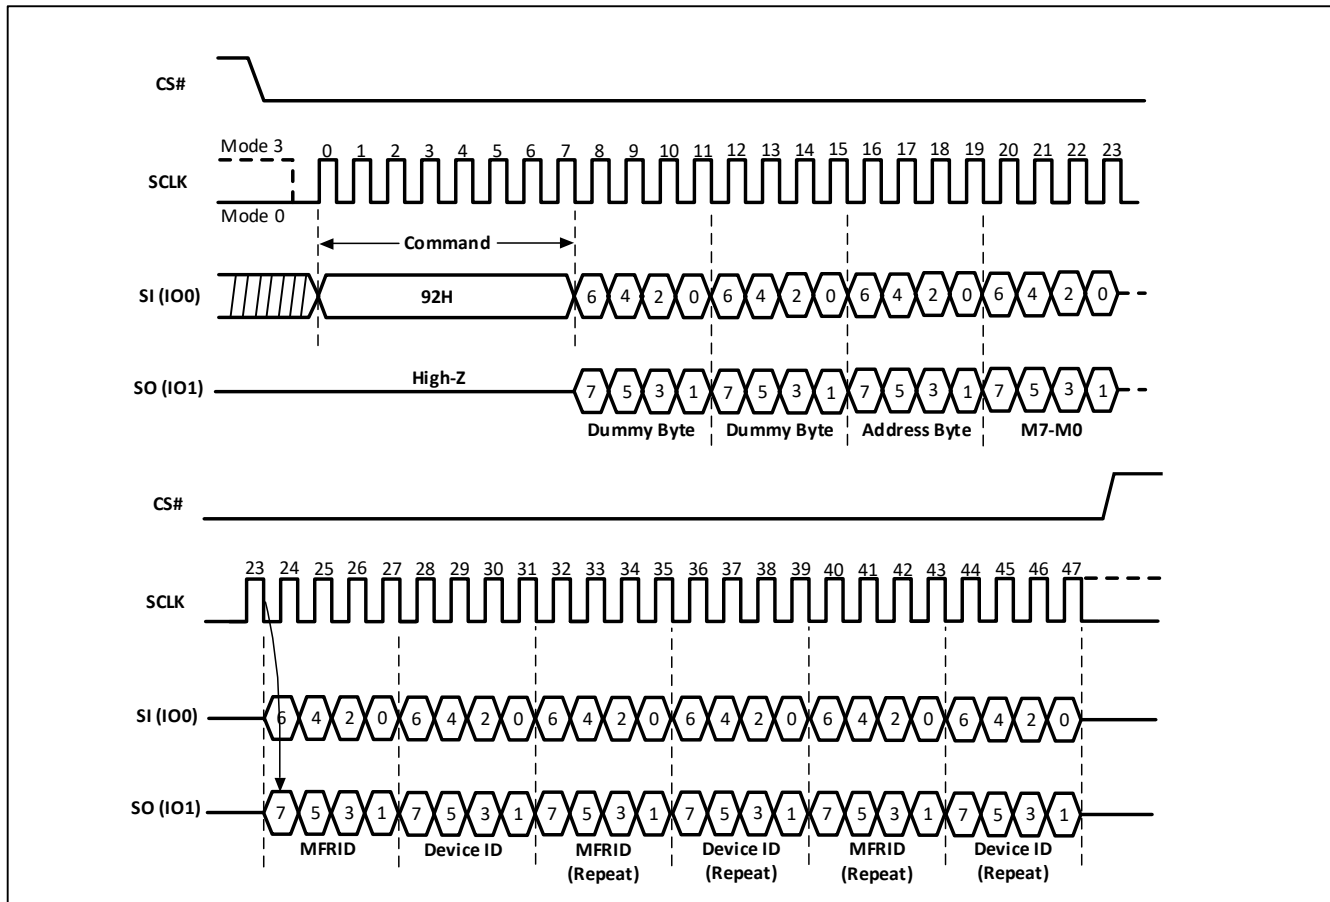 CS#
Mode 3
0 1 2 3 4 5 6 7 8 9 10 11 12 13 14 15 16 17 18 19 20 21 22 23
SCLK
Mode 0
Command
SI (IO0) 92H 6 4 2 0 6 4 2 0 6 4 2 0 6 4 2 0
High-Z
SO (IO1) 7 5 3 1 7 5 3 1 7 5 3 1 7 5 3 1
Dummy Byte Dummy Byte Address Byte M7-M0
CS#
23 24 25 26 27 28 29 30 31 32 33 34 35 36 37 38 39 40 41 42 43 44 45 46 47
SCLK
SI (IO0) 6 4 2 0 6 4 2 0 6 4 2 0 6 4 2 0 6 4 2 0 6 4 2 0
SO (IO1) 7 5 3 1 7 5 3 1 7 5 3 1 7 5 3 1 7 5 3 1 7 5 3 1
MFRID Device ID MFRID Device ID MFRID Device ID
(Repeat) (Repeat) (Repeat) (Repeat)